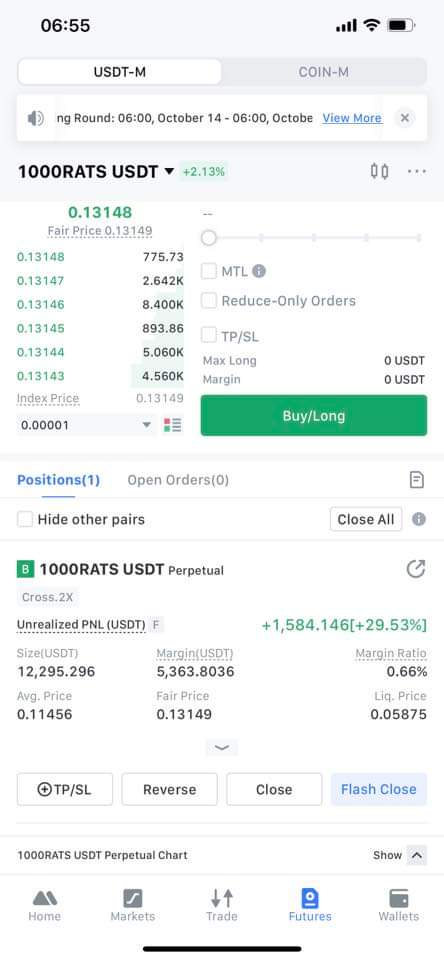 06:55
USDT-M
COIN-M
ng Round: 06:00, October 14 - 06:00, Octobe View More
1000RATS USDT +2.13%
0.13148
Fair Price 0.13149
0.13148 775.73
0.13147 2.642K
0.13146 8.400K
0.13145 893.86
0.13144 5.060K
0.13143 4.560K
Index Price 0.13149
0.00001
--
MTL
Reduce-Only Orders
TP/SL
Max Long 0 USDT
Margin 0 USDT
Buy/Long
Positions(1) Open Orders(0)
Hide other pairs Close All
B 1000RATS USDT Perpetual
Cross.2X
Unrealized PNL (USDT) F +1,584.146[+29.53%]
Size(USDT) Margin(USDT) Margin Ratio
12,295.296 5,363.8036 0.66%
Avg. Price Fair Price Liq. Price
0.11456 0.13149 0.05875
TP/SL Reverse Close Flash Close
1000RATS USDT Perpetual Chart Show
Home Markets Trade Futures Wallets